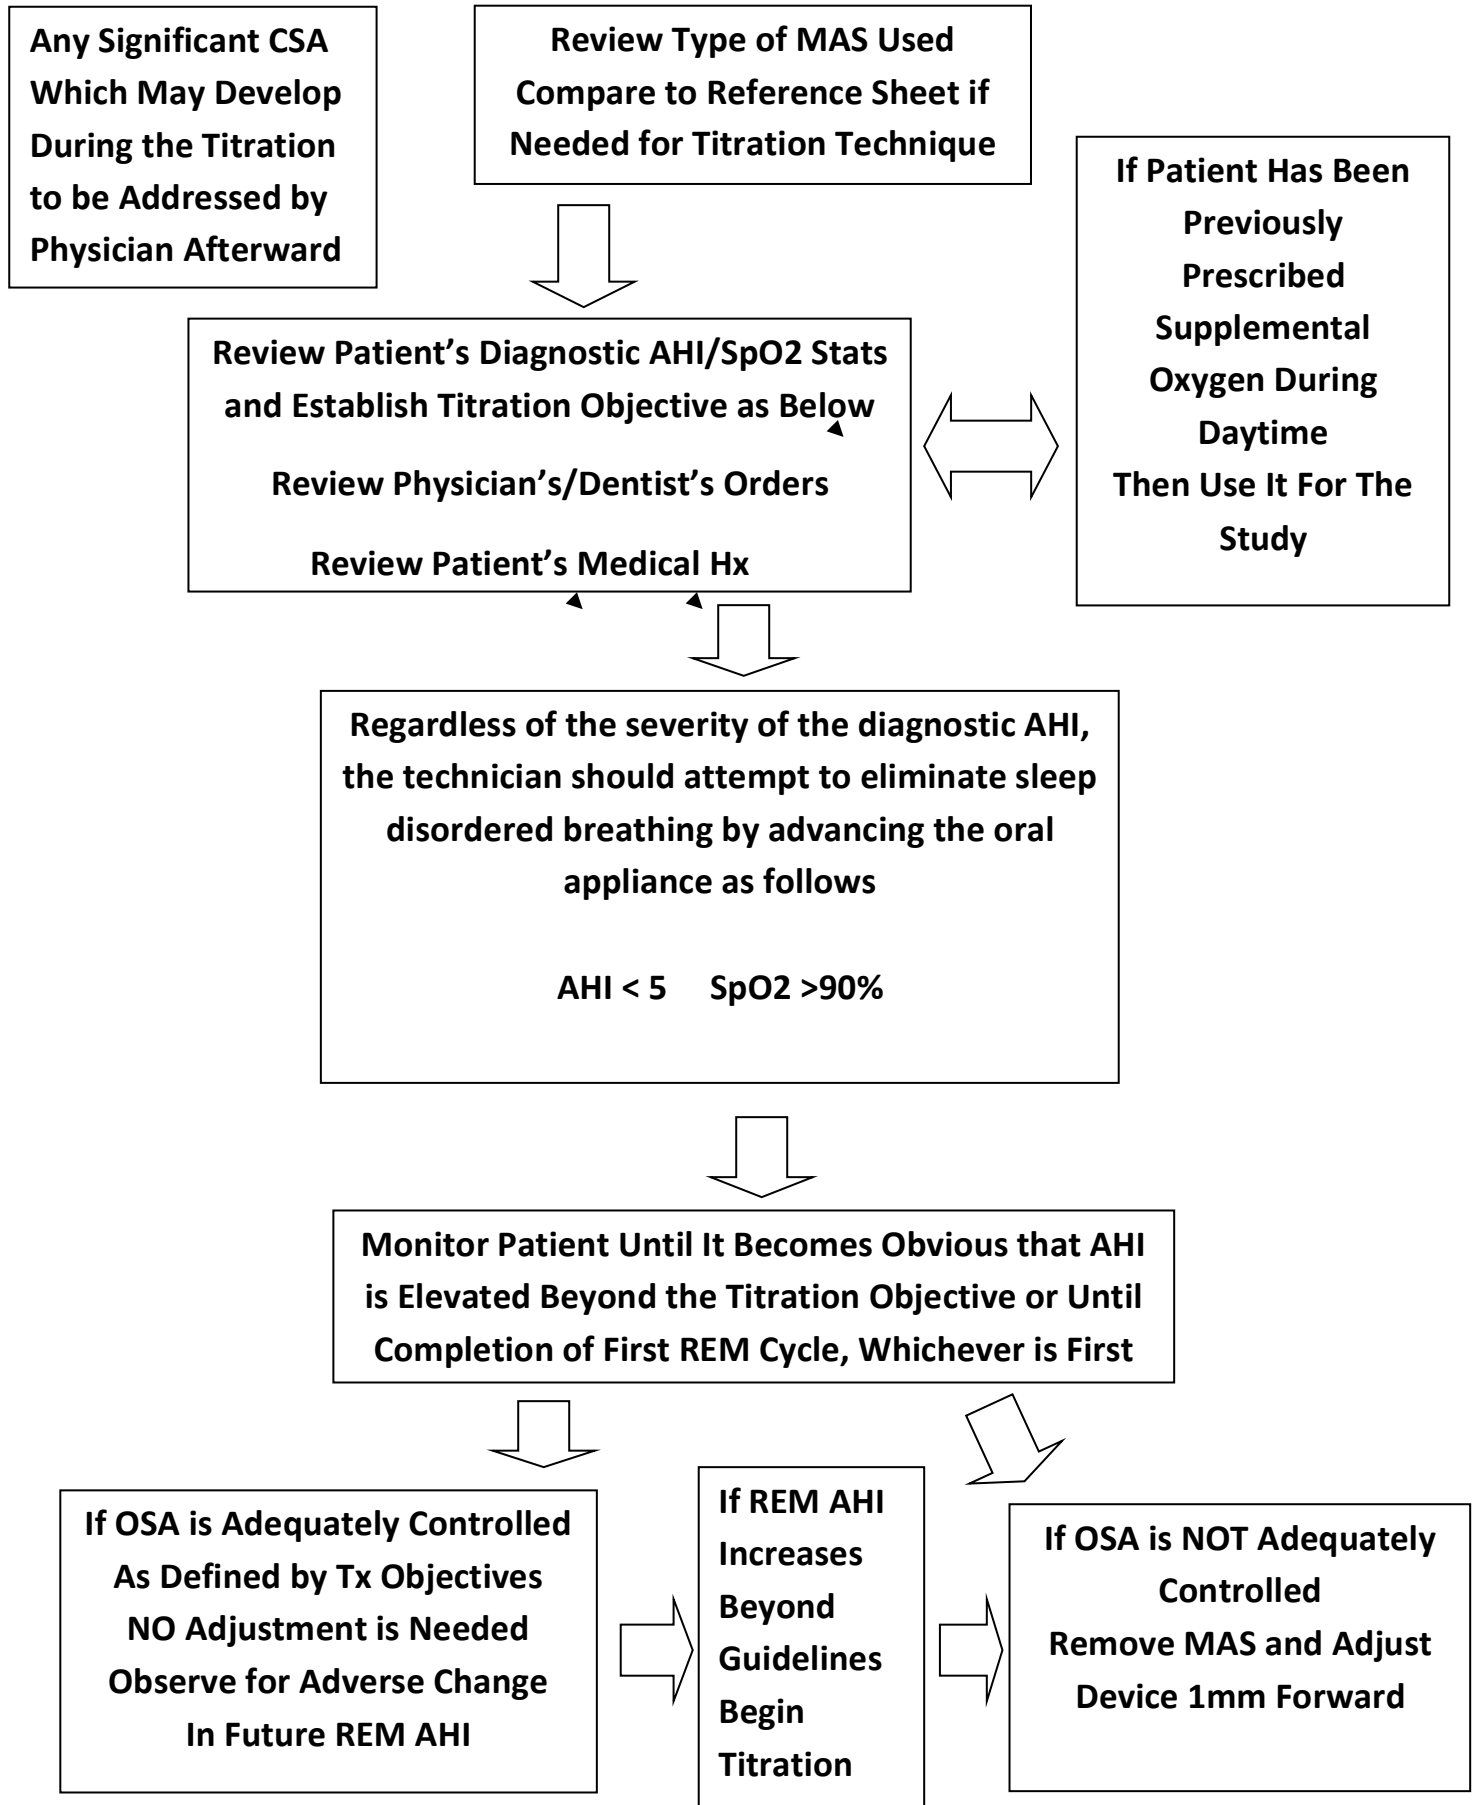 Any Significant CSA
Which May Develop
During the Titration
to be Addressed by
Physician Afterward
Review Type of MAS Used
Compare to Reference Sheet if
Needed for Titration Technique
If Patient Has Been
Previously
Prescribed
Supplemental
Oxygen During
Daytime
Then Use It For The
Study
Review Patient’s Diagnostic AHI/SpO2 Stats
and Establish Titration Objective as Below
Review Physician’s/Dentist’s Orders
Review Patient’s Medical Hx
Regardless of the severity of the diagnostic AHI,
the technician should attempt to eliminate sleep
disordered breathing by advancing the oral
appliance as follows
AHI < 5 SpO2 >90%
Monitor Patient Until It Becomes Obvious that AHI
is Elevated Beyond the Titration Objective or Until
Completion of First REM Cycle, Whichever is First
If OSA is Adequately Controlled
As Defined by Tx Objectives
NO Adjustment is Needed
Observe for Adverse Change
In Future REM AHI
If REM AHI
Increases
Beyond
Guidelines
Begin
Titration
If OSA is NOT Adequately
Controlled
Remove MAS and Adjust
Device 1mm Forward